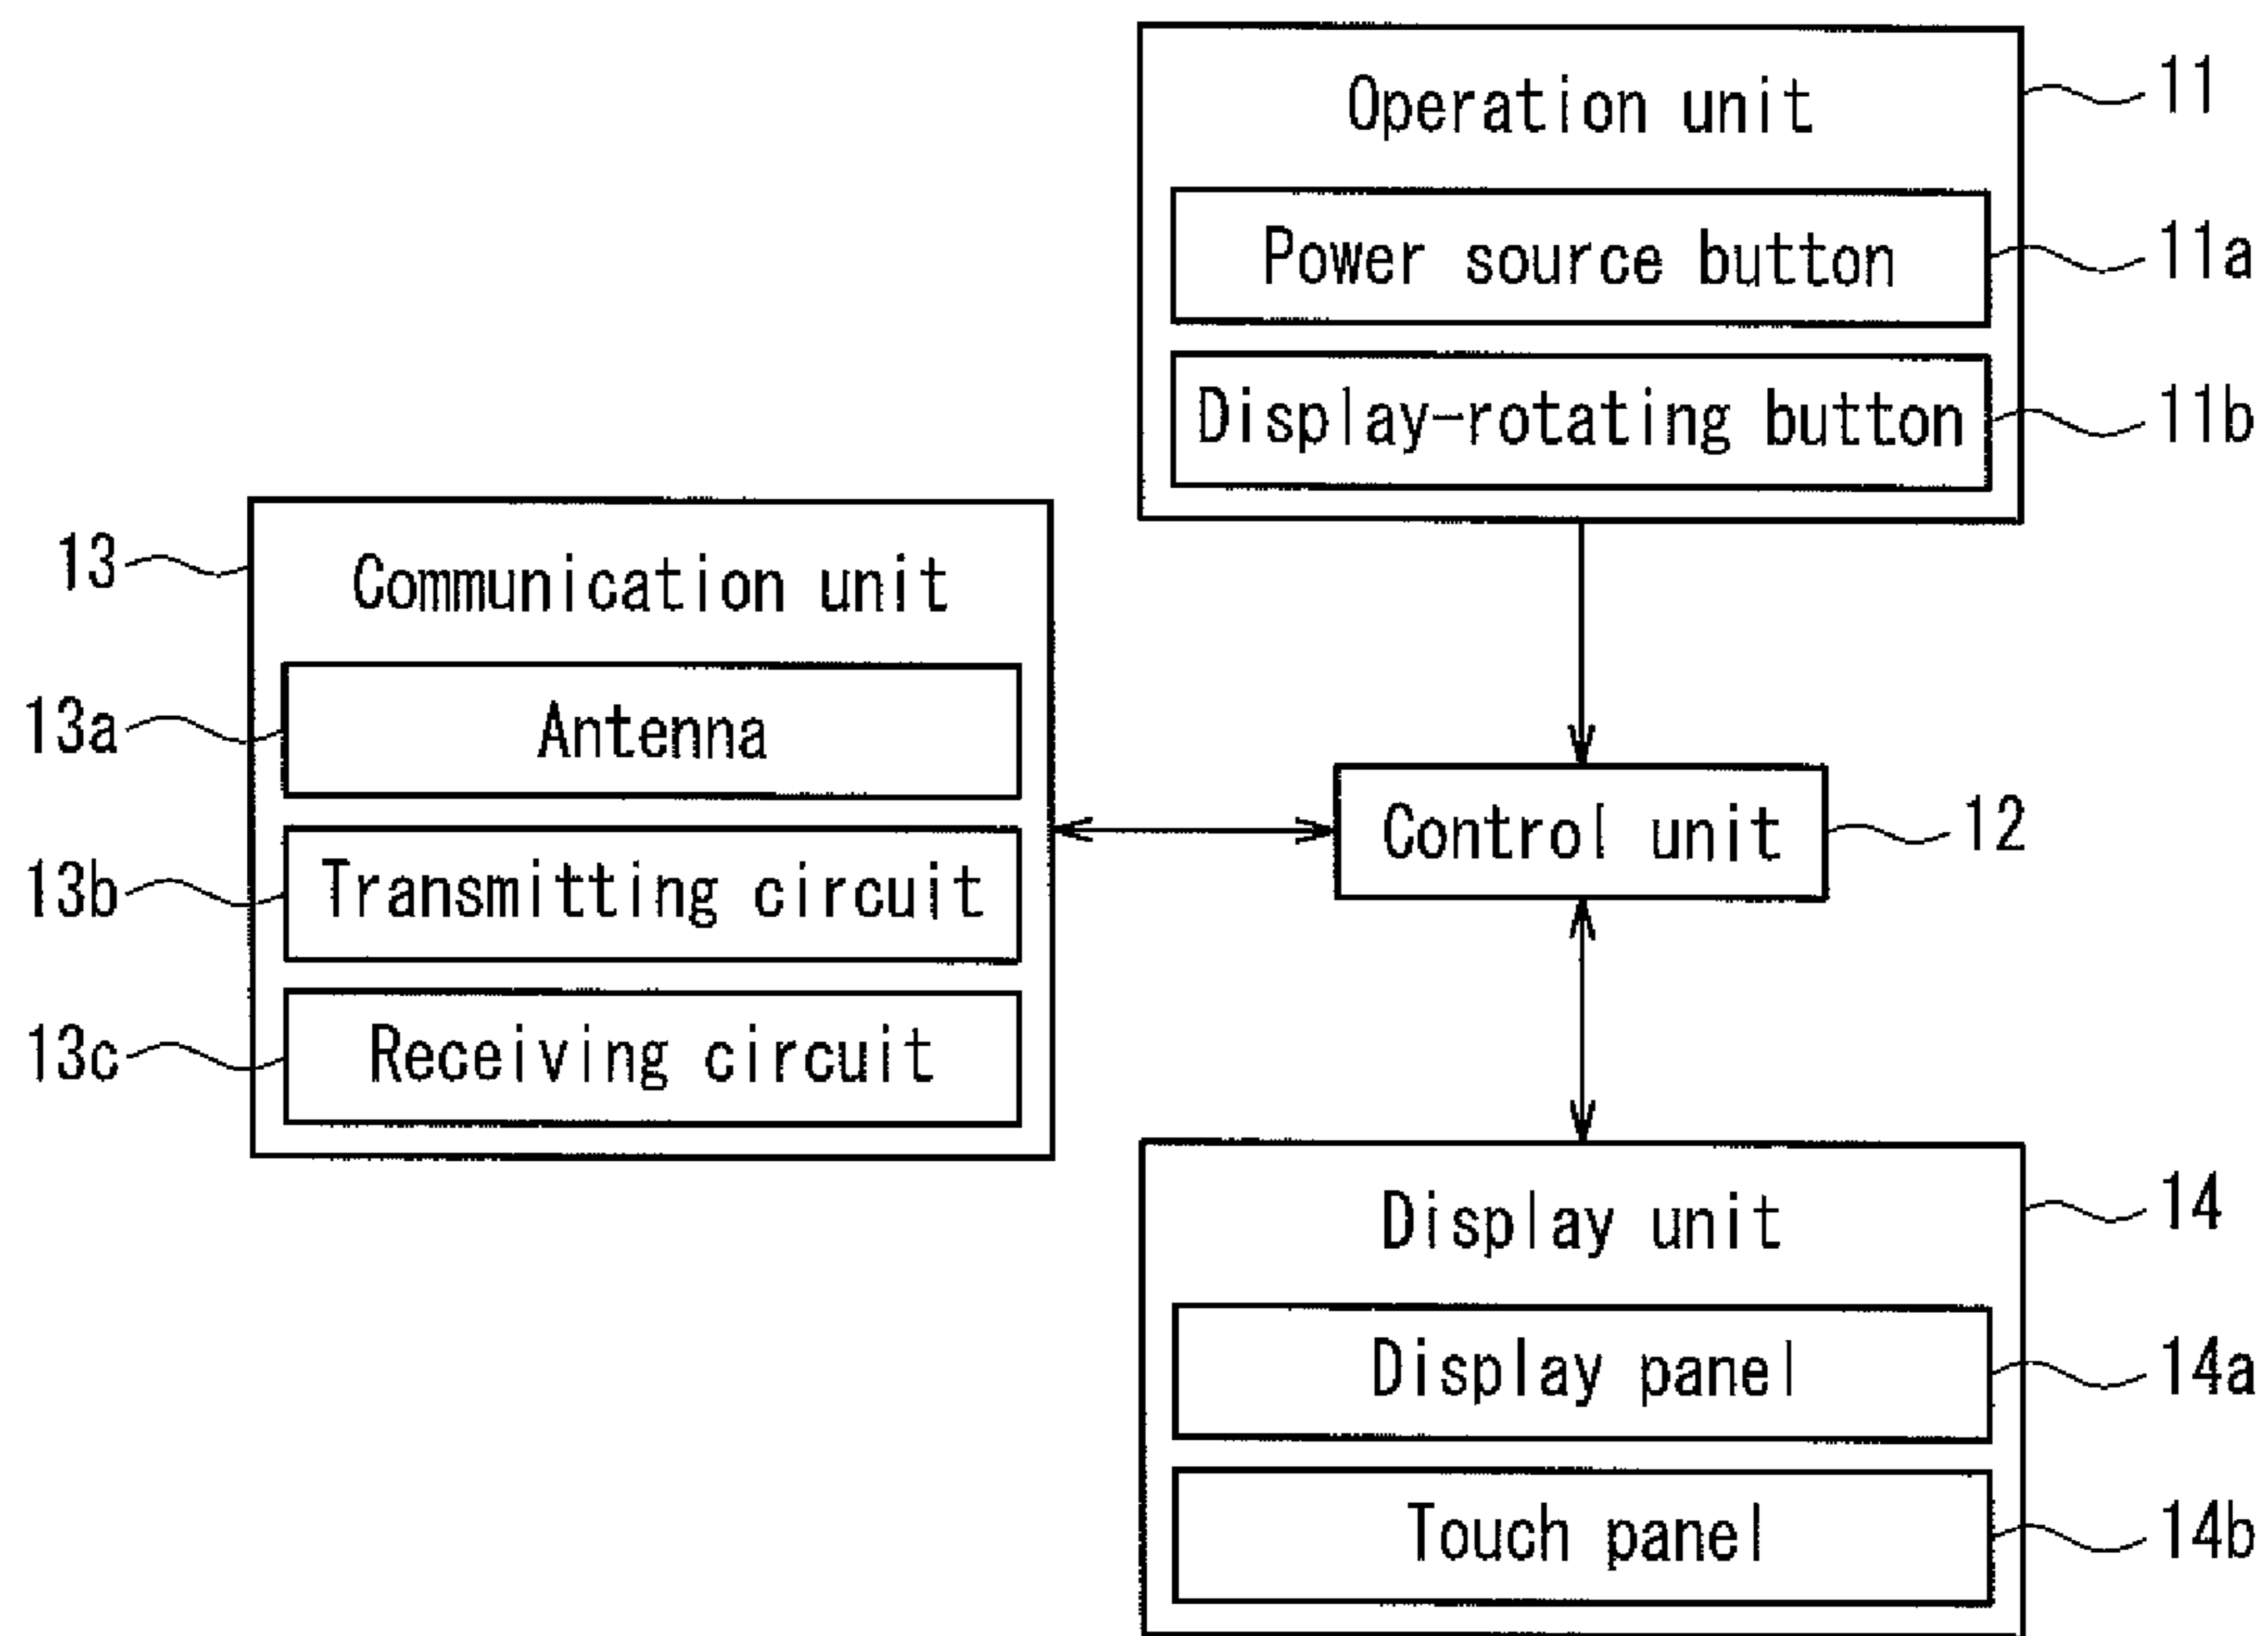 Operation unit
11
Power source button
11a
Display-rotating button
11b
13
Communication unit
13a
Antenna
13b
Transmitting circuit
13c
Receiving circuit
Control unit
12
Display unit
14
Display panel
14a
Touch panel
14b